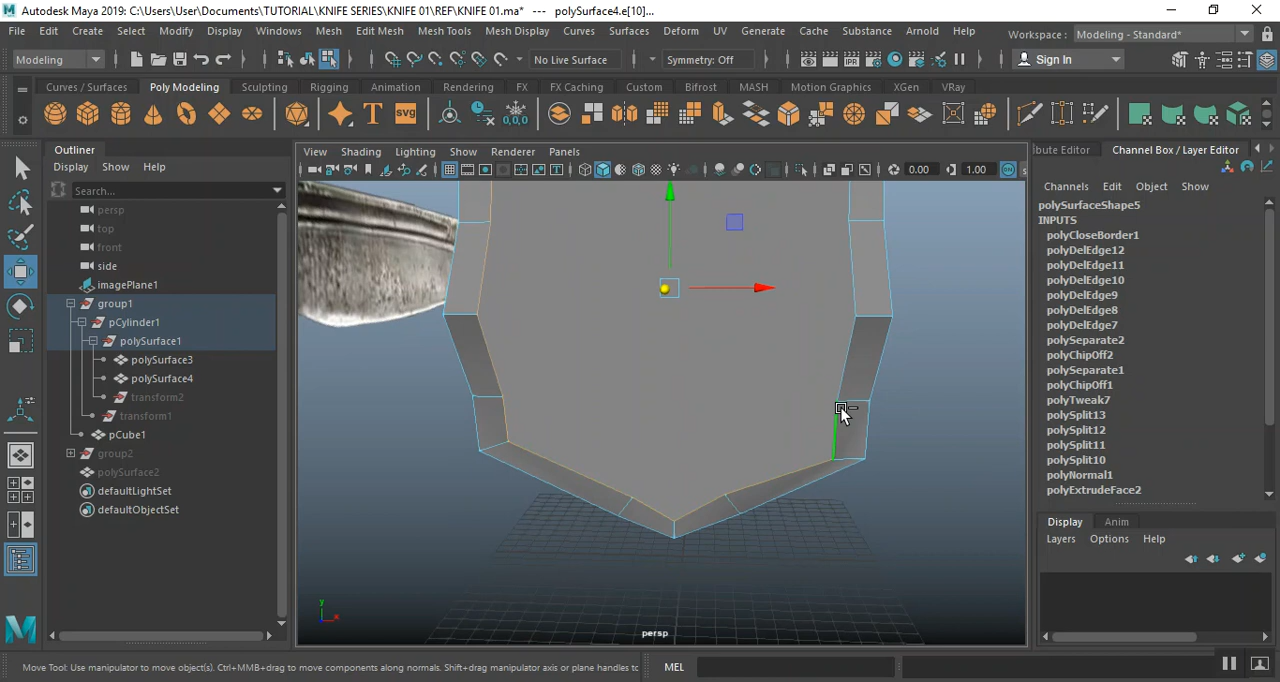 Autodesk Maya 2019: C:\Users\User\Documents\TUTORIAL\KNIFE SERIES\KNIFE 01\REF\KNIFE 01.ma* --- polySurface4.e[10]...
File Edit Create Select Modify Display Windows Mesh Edit Mesh Mesh Tools Mesh Display Curves Surfaces Deform UV Generate Cache Substance Arnold Help Workspace : Modeling - Standard*
Modeling No Live Surface Symmetry: Off Sign In
Curves / Surfaces Poly Modeling Sculpting Rigging Animation Rendering FX FX Caching Custom Bifrost MASH Motion Graphics XGen VRay
T SVG 0,0,0
Outliner
Display Show Help
Search...
persp
top
front
side
imagePlane1
group1
pCylinder1
polySurface1
polySurface3
polySurface4
transform2
transform1
pCube1
group2
polySurface2
defaultLightSet
defaultObjectSet
View Shading Lighting Show Renderer Panels
0.00 1.00
y
x
persp
bute Editor Channel Box / Layer Editor
Channels Edit Object Show
polySurfaceShape5
INPUTS
polyCloseBorder1
polyDelEdge12
polyDelEdge11
polyDelEdge10
polyDelEdge9
polyDelEdge8
polyDelEdge7
polySeparate2
polyChipOff2
polySeparate1
polyChipOff1
polyTweak7
polySplit13
polySplit12
polySplit11
polySplit10
polyNormal1
polyExtrudeFace2
Display Anim
Layers Options Help
Move Tool: Use manipulator to move object(s). Ctrl+MMB+drag to move components along normals. Shift+drag manipulator axis or plane handles to
MEL